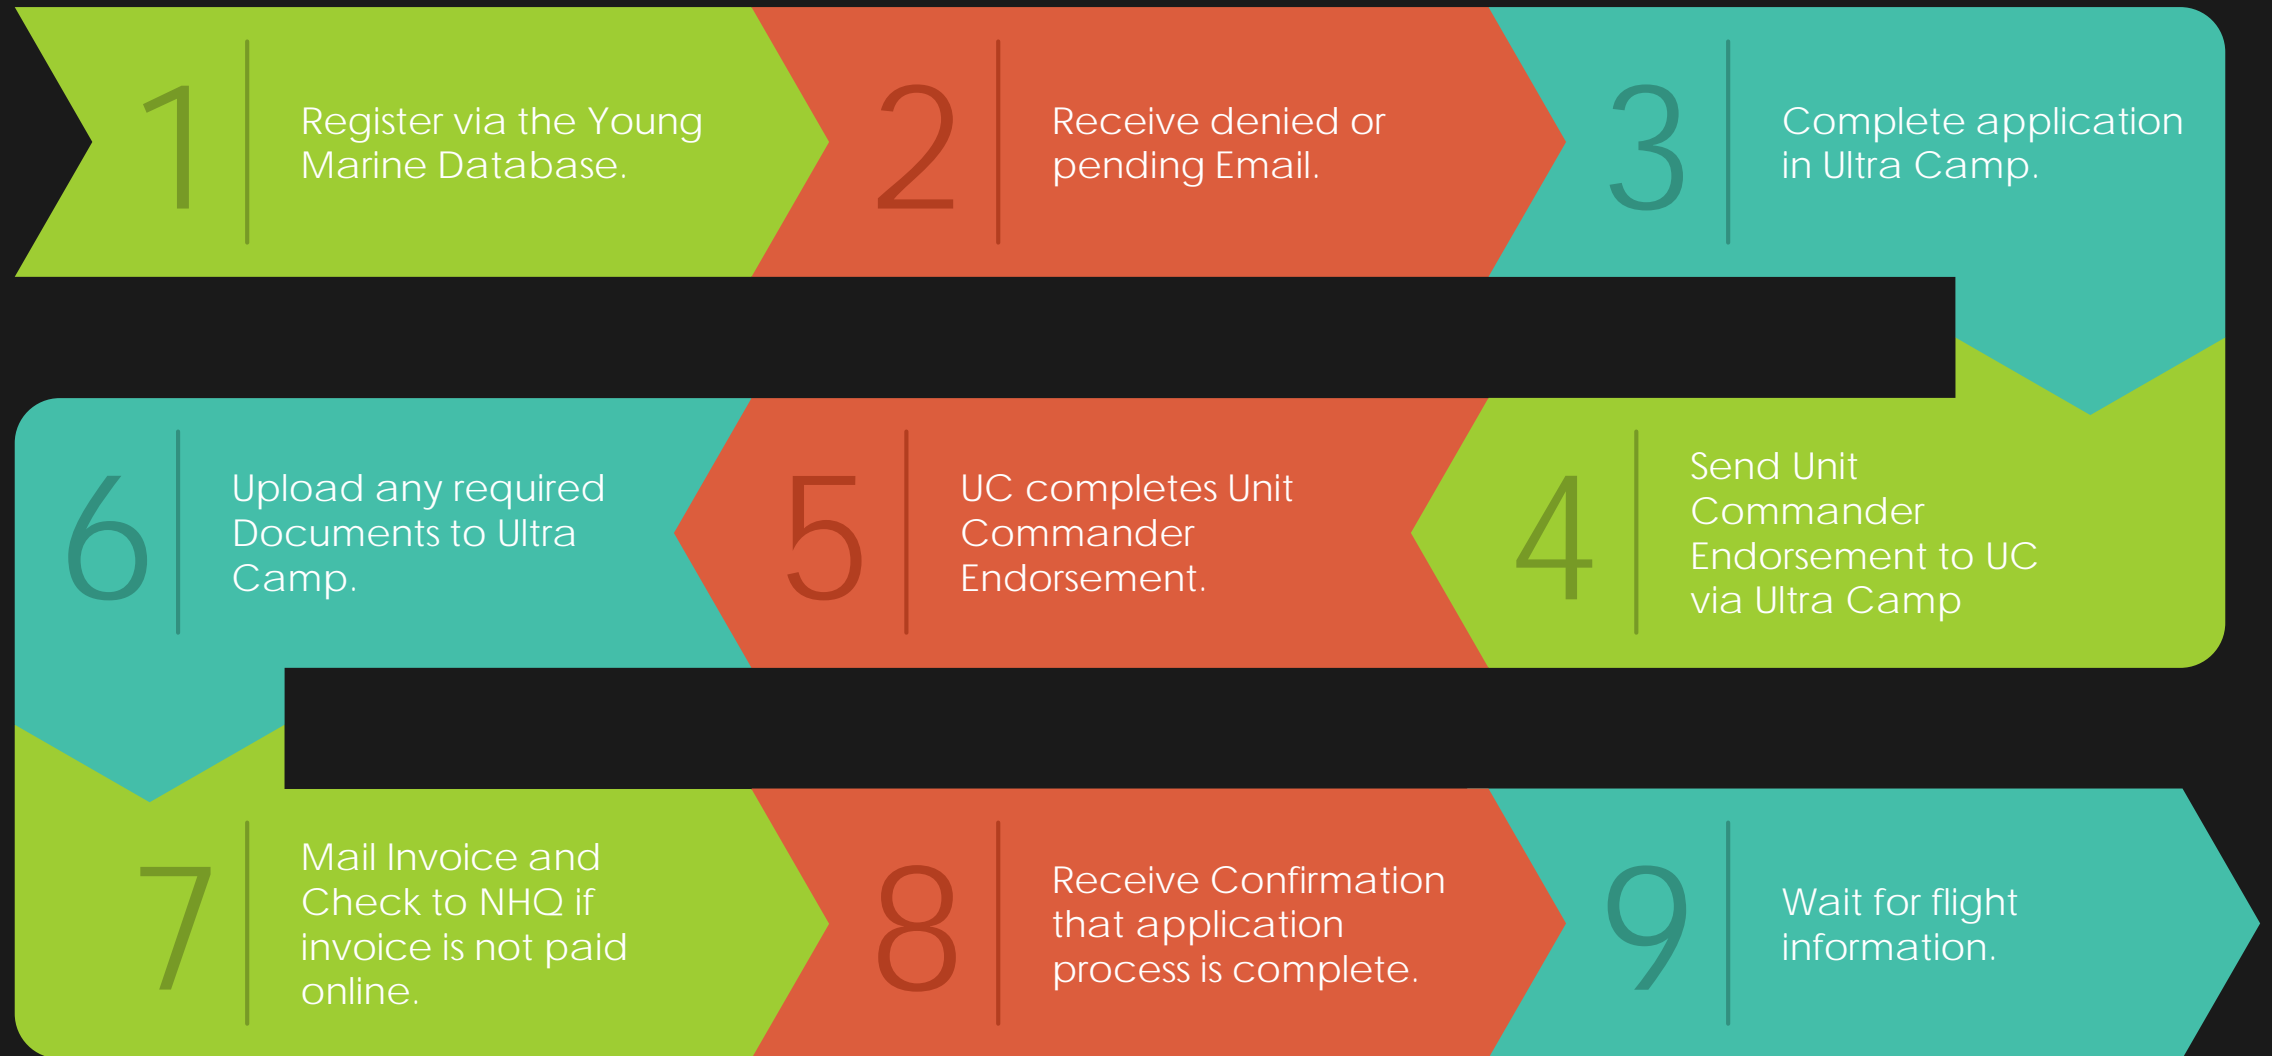 1
Register via the Young
Marine Database.
2
Receive denied or
pending Email.
3
Complete application
in Ultra Camp.
4
Send Unit
Commander
Endorsement to UC
via Ultra Camp
5
UC completes Unit
Commander
Endorsement.
6
Upload any required
Documents to Ultra
Camp.
7
Mail Invoice and
Check to NHQ if
invoice is not paid
online.
8
Receive Confirmation
that application
process is complete.
9
Wait for flight
information.